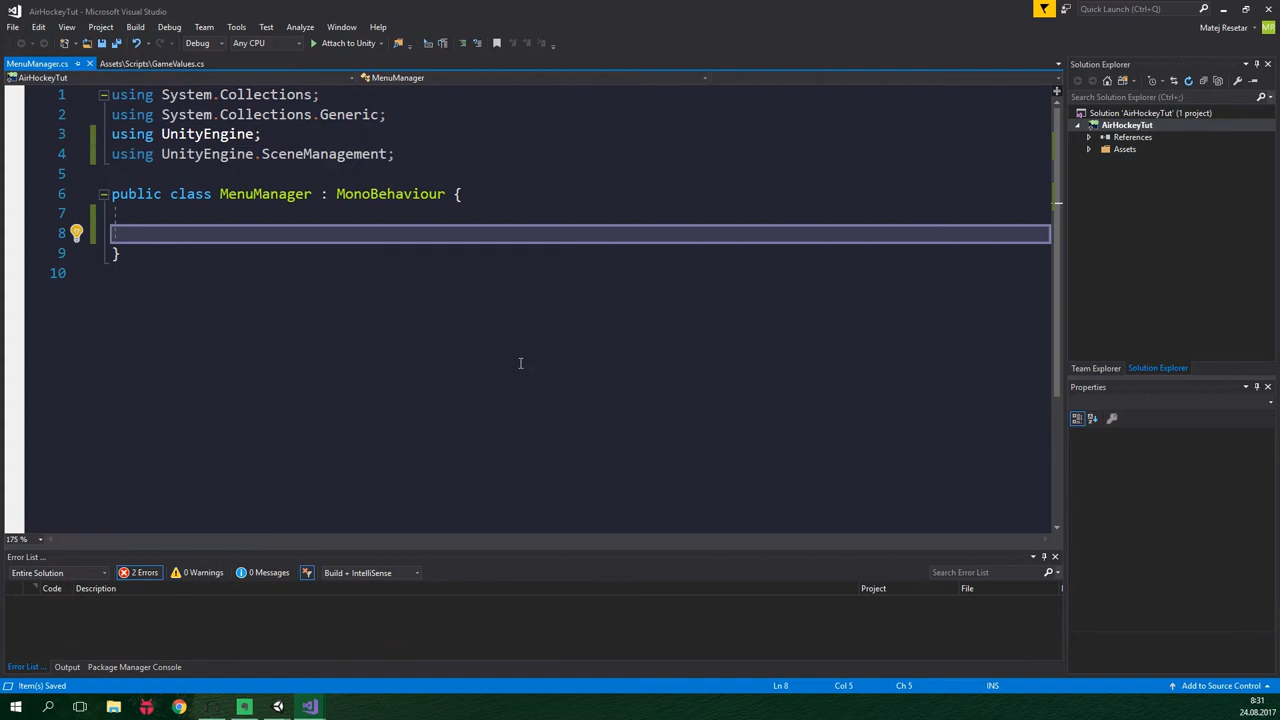 AirHockeyTut - Microsoft Visual Studio
Quick Launch (Ctrl+;)
File Edit View Project Build Debug Team Tools Test Analyze Window Help
Matej Resetar
MR
Debug Any CPU Attach to Unity
MenuManager.cs Assets\Scripts\GameValues.cs
AirHockeyTut MenuManager
1 using System.Collections;
2 using System.Collections.Generic;
3 using UnityEngine;
4 using UnityEngine.SceneManagement;
5
6 public class MenuManager : MonoBehaviour {
7
8
9 }
10
175 %
Solution Explorer
Search Solution Explorer (Ctrl+;)
Solution 'AirHockeyTut' (1 project)
AirHockeyTut
References
Assets
Team Explorer Solution Explorer
Properties
Error List ...
Entire Solution 2 Errors 0 Warnings 0 Messages Build + IntelliSense Search Error List
Code Description Project File
Error List ... Output Package Manager Console
Item(s) Saved Ln 8 Col 5 Ch 5 INS Add to Source Control
8:31
24.08.2017